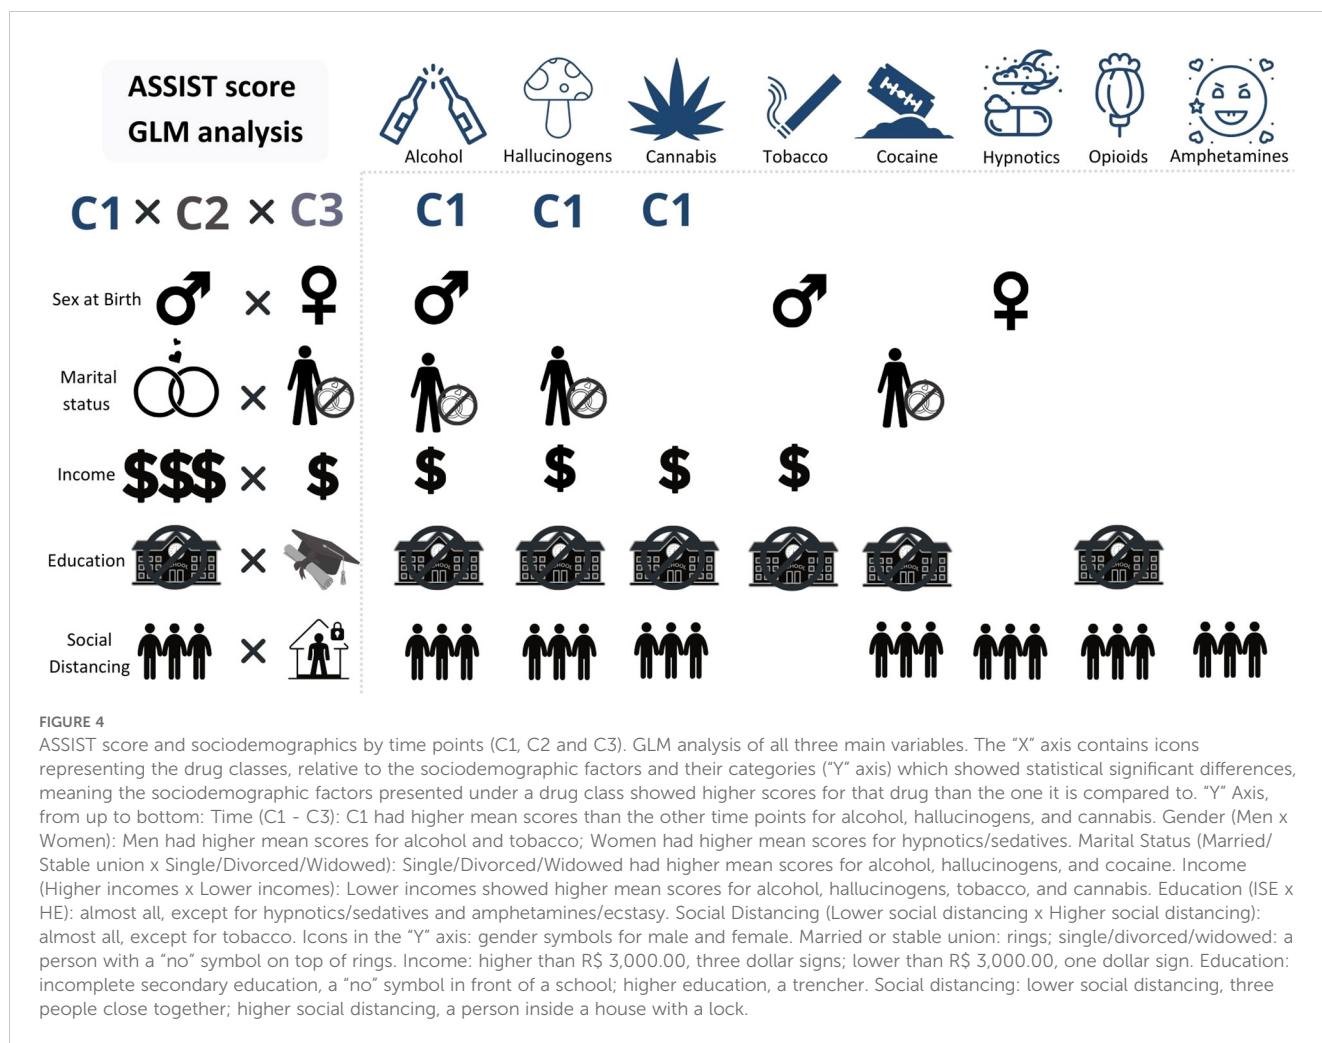 ASSIST score
GLM analysis
Alcohol Hallucinogens Cannabis Tobacco Cocaine Hypnotics Opioids Amphetamines
C1 × C2 × C3 C1 C1 C1
Sex at Birth ♂ × ♀ ♂ ♂ ♀
Marital
status ×
Income $$$ × $ $ $ $ $
Education × SCHOOL
Social
Distancing ×
FIGURE 4
ASSIST score and sociodemographics by time points (C1, C2 and C3). GLM analysis of all three main variables. The “X” axis contains icons
representing the drug classes, relative to the sociodemographic factors and their categories (“Y” axis) which showed statistical significant differences,
meaning the sociodemographic factors presented under a drug class showed higher scores for that drug than the one it is compared to. “Y” Axis,
from up to bottom: Time (C1 - C3): C1 had higher mean scores than the other time points for alcohol, hallucinogens, and cannabis. Gender (Men x
Women): Men had higher mean scores for alcohol and tobacco; Women had higher mean scores for hypnotics/sedatives. Marital Status (Married/
Stable union x Single/Divorced/Widowed): Single/Divorced/Widowed had higher mean scores for alcohol, hallucinogens, and cocaine. Income
(Higher incomes x Lower incomes): Lower incomes showed higher mean scores for alcohol, hallucinogens, tobacco, and cannabis. Education (ISE x
HE): almost all, except for hypnotics/sedatives and amphetamines/ecstasy. Social Distancing (Lower social distancing x Higher social distancing):
almost all, except for tobacco. Icons in the “Y” axis: gender symbols for male and female. Married or stable union: rings; single/divorced/widowed: a
person with a “no” symbol on top of rings. Income: higher than R$ 3,000.00, three dollar signs; lower than R$ 3,000.00, one dollar sign. Education:
incomplete secondary education, a “no” symbol in front of a school; higher education, a trencher. Social distancing: lower social distancing, three
people close together; higher social distancing, a person inside a house with a lock.